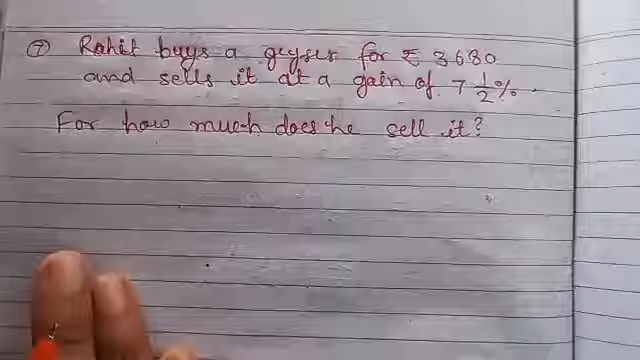 ⑦ Rohit buys a geyser for ₹ 3680
and sells it at a gain of 7 1/2 %.
For how much does he sell it?